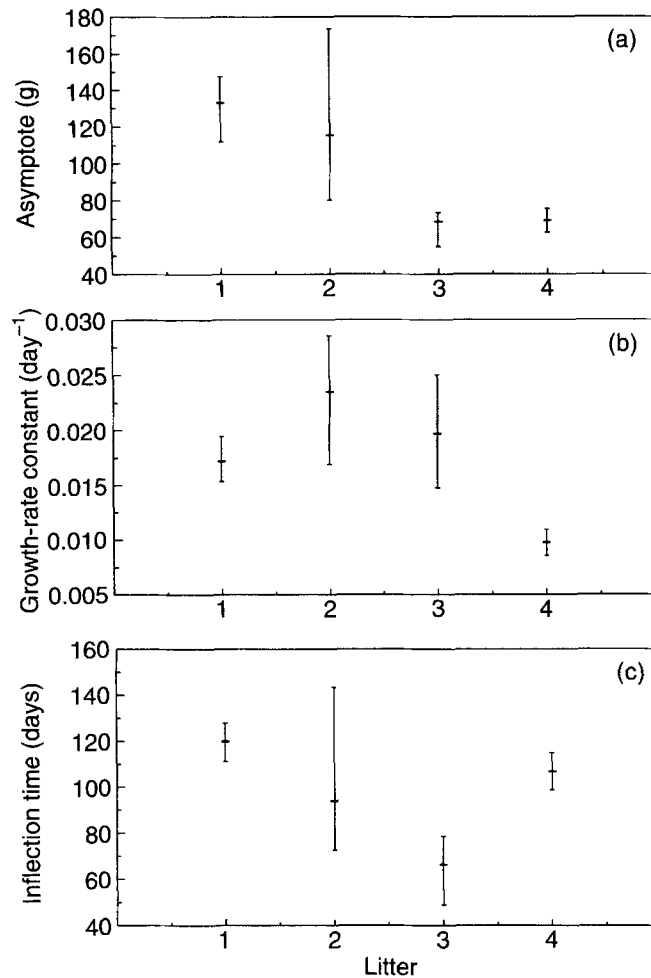 (a)
Asymptote (g)
180
160
140
120
100
80
60
40
1 2 3 4
(b)
Growth-rate constant (day⁻¹)
0.030
0.025
0.020
0.015
0.010
0.005
1 2 3 4
(c)
Inflection time (days)
160
140
120
100
80
60
40
1 2 3 4
Litter